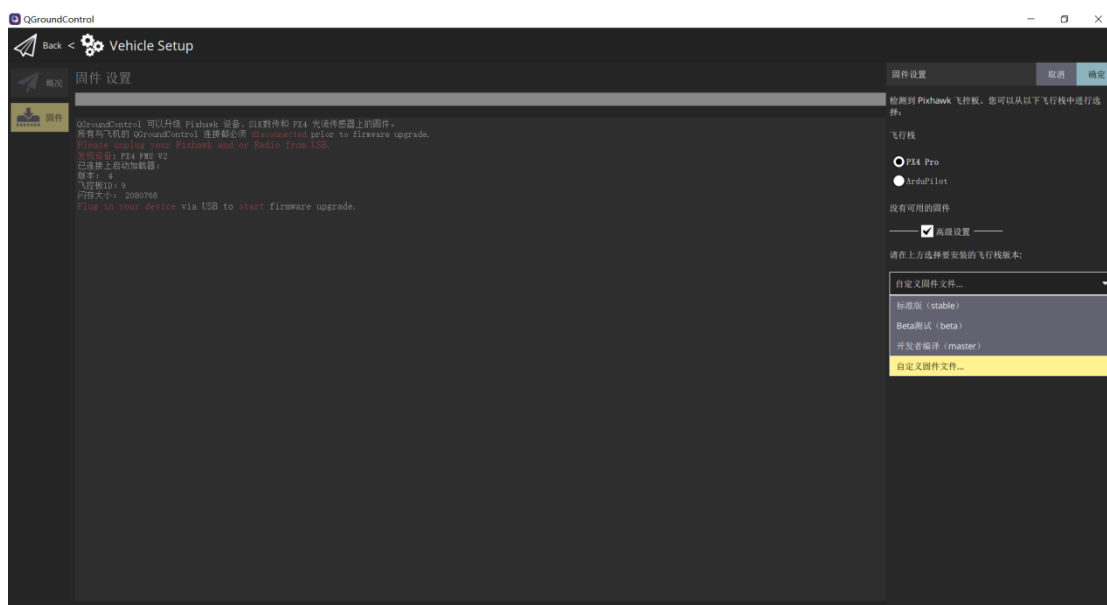 QGroundControl
Back < Vehicle Setup
概况
固件
固件 设置
QGroundControl 可以升级 Pixhawk 设备、SiK数传和 PX4 光流传感器上的固件。
所有与飞机的 QGroundControl 连接都必须 disconnected prior to firmware upgrade.
Please unplug your Pixhawk and/or Radio from USB.
发现设备: PX4 FMU V2
已连接上启动加载器:
版本: 4
飞控板ID: 9
闪存大小: 2080768
Plug in your device via USB to start firmware upgrade.
固件设置
取消
确定
检测到 Pixhawk 飞控板。您可以从以下飞行栈中进行选
择:
飞行栈
PX4 Pro
ArduPilot
没有可用的固件
高级设置
请在上方选择要安装的飞行栈版本:
自定义固件文件...
标准版（stable）
Beta测试（beta）
开发者编译（master）
自定义固件文件...